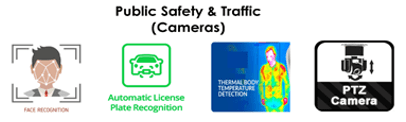 Public Safety & Traffic
(Cameras)
FACE RECOGNITION
Automatic License
Plate Recognition
THERMAL BODY
TEMPERATURE
DETECTION
PTZ
Camera